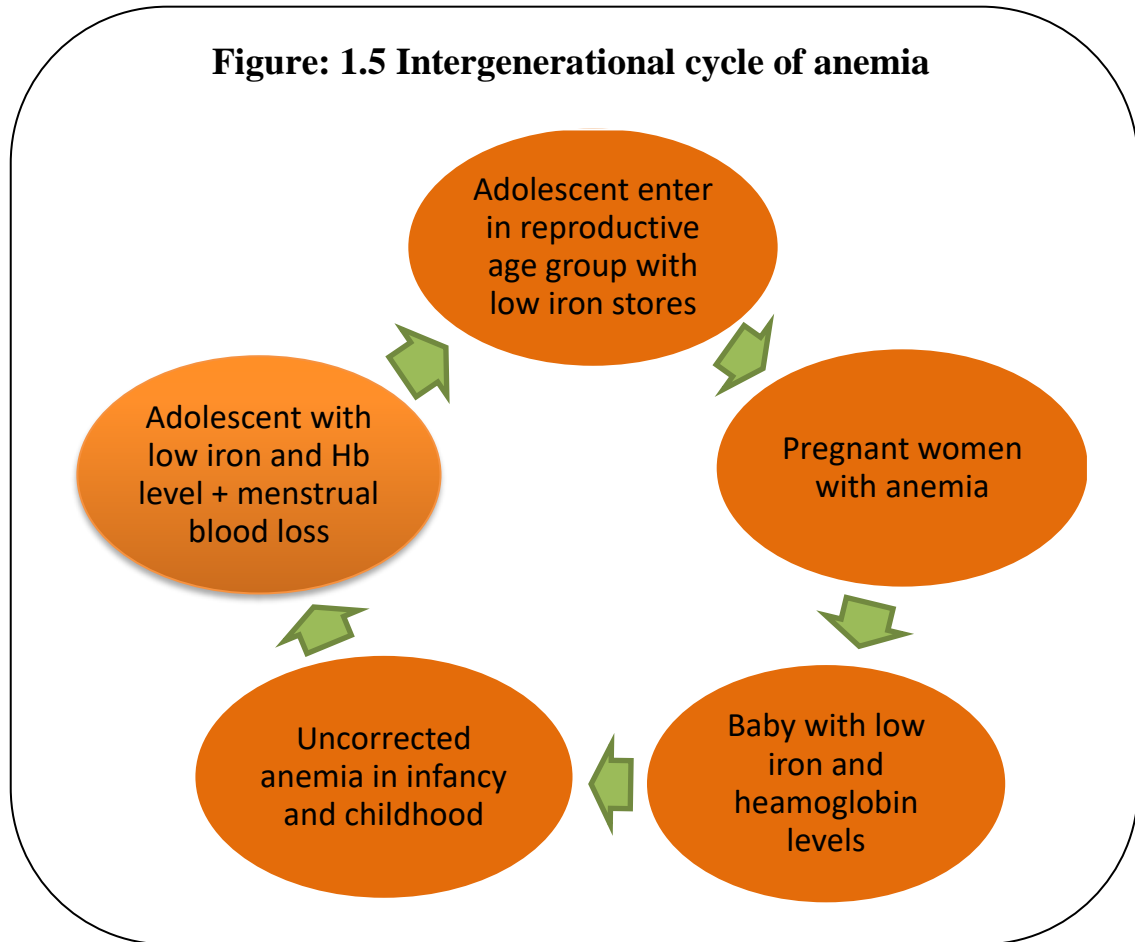 Figure: 1.5 Intergenerational cycle of anemia
Adolescent enter
in reproductive
age group with
low iron stores
Pregnant women
with anemia
Baby with low
iron and
heamoglobin
levels
Uncorrected
anemia in infancy
and childhood
Adolescent with
low iron and Hb
level + menstrual
blood loss